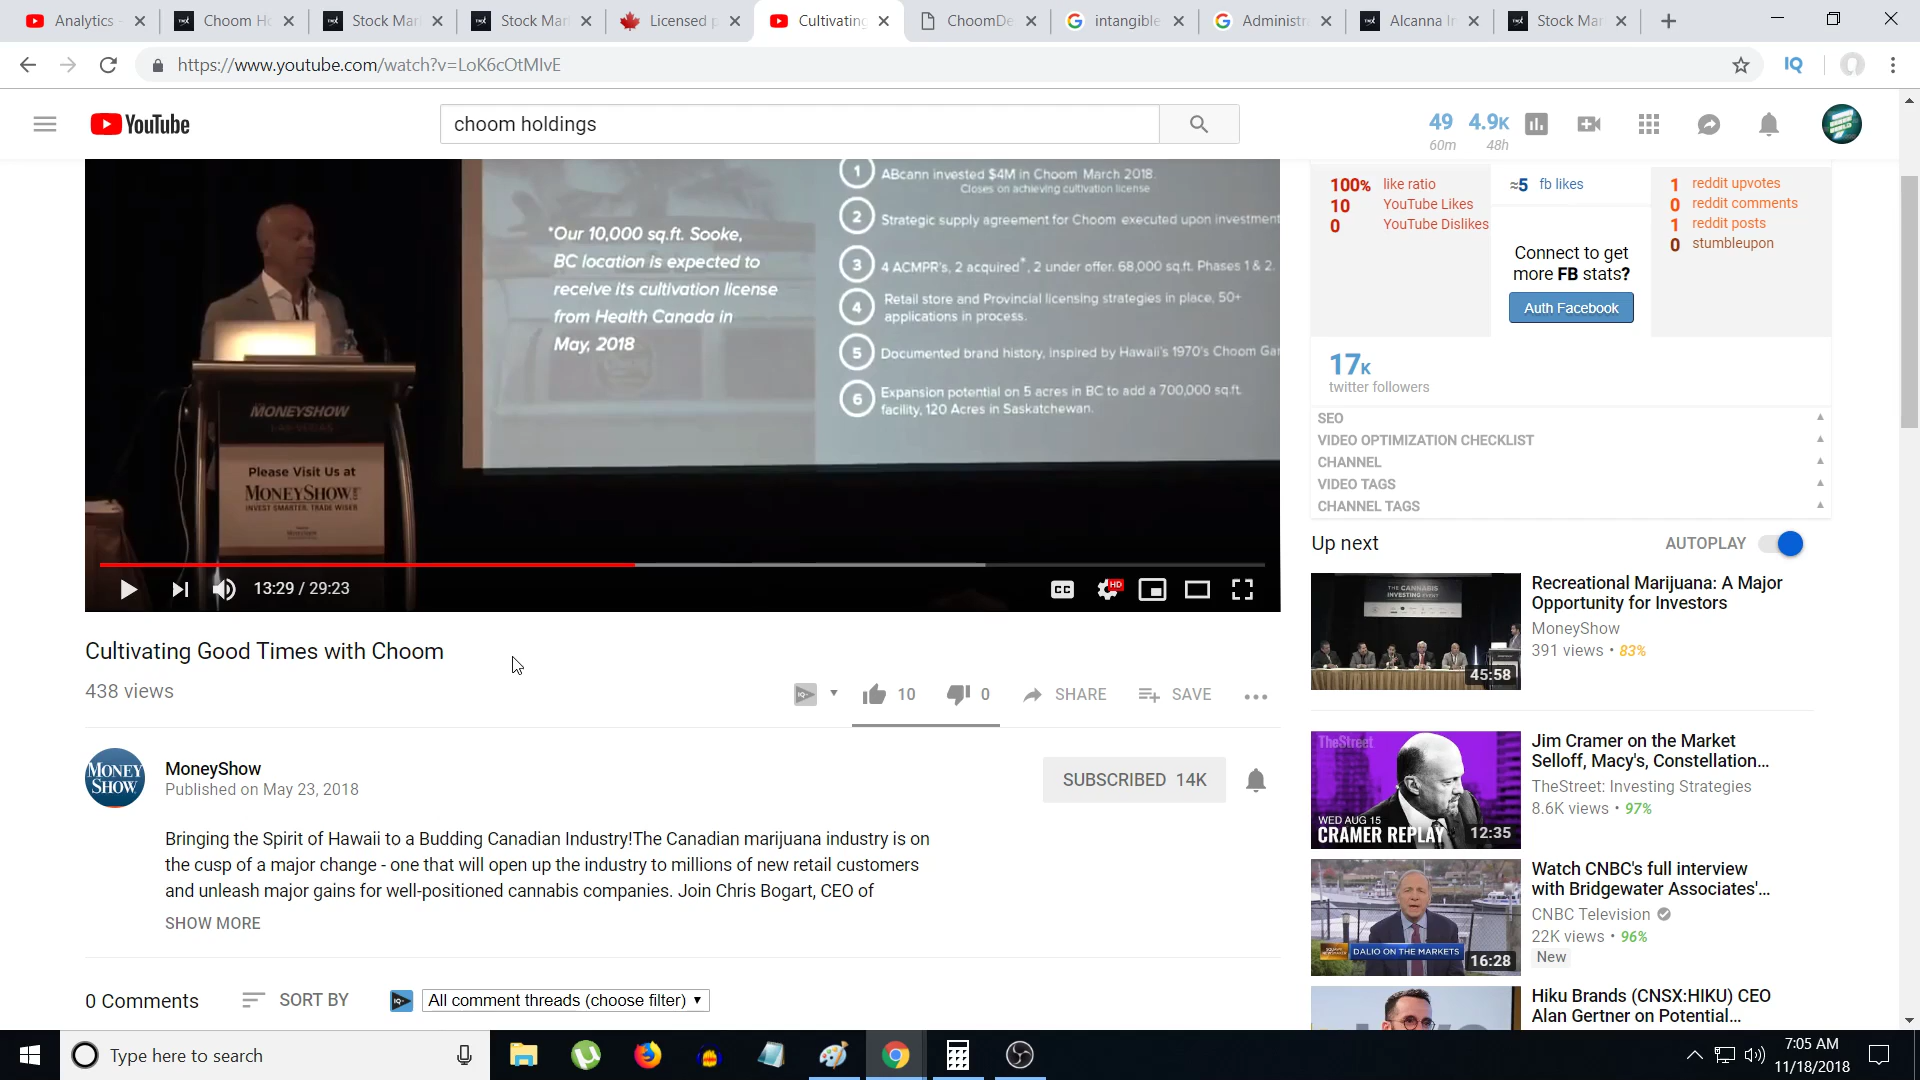 Analytics -
Choom Ho
Stock Mar
Stock Mar
Licensed p
Cultivating
ChoomDe
intangible
Administra
Alcanna In
Stock Mar
https://www.youtube.com/watch?v=LoK6cOtMIvE
IQ
YouTube
choom holdings
49 4.9K
60m 48h
1 ABcann invested $4M in Choom March 2018.
Closes on achieving cultivation license
2 Strategic supply agreement for Choom executed upon investment
3 4 ACMPR's, 2 acquired*, 2 under offer. 68,000 sq.ft. Phases 1 & 2.
4 Retail store and Provincial licensing strategies in place, 50+
applications in process.
5 Documented brand history, inspired by Hawaii's 1970's Choom Ga
6 Expansion potential on 5 acres in BC to add a 700,000 sq.ft.
facility, 120 Acres in Saskatchewan.
*Our 10,000 sq.ft. Sooke,
BC location is expected to
receive its cultivation license
from Health Canada in
May, 2018
MONEYSHOW
LAS VEGAS
Please Visit Us at
MONEYSHOW
INVEST SMARTER, TRADE WISER
13:29 / 29:23
CC
HD
Cultivating Good Times with Choom
438 views
10
0
SHARE
SAVE
MONEY
SHOW
MoneyShow
Published on May 23, 2018
SUBSCRIBED 14K
Bringing the Spirit of Hawaii to a Budding Canadian Industry!The Canadian marijuana industry is on
the cusp of a major change - one that will open up the industry to millions of new retail customers
and unleash major gains for well-positioned cannabis companies. Join Chris Bogart, CEO of
SHOW MORE
0 Comments
SORT BY
All comment threads (choose filter)
100% like ratio
10 YouTube Likes
0 YouTube Dislikes
≈5 fb likes
Connect to get
more FB stats?
Auth Facebook
1 reddit upvotes
0 reddit comments
1 reddit posts
0 stumbleupon
17K
twitter followers
SEO
VIDEO OPTIMIZATION CHECKLIST
CHANNEL
VIDEO TAGS
CHANNEL TAGS
Up next
AUTOPLAY
THE CANNABIS
INVESTING EVENT
45:58
Recreational Marijuana: A Major
Opportunity for Investors
MoneyShow
391 views • 83%
TheStreet
WED AUG 15
CRAMER REPLAY
12:35
Jim Cramer on the Market
Selloff, Macy's, Constellation...
TheStreet: Investing Strategies
8.6K views • 97%
DALIO ON THE MARKETS
16:28
Watch CNBC's full interview
with Bridgewater Associates'...
CNBC Television
22K views • 96%
New
Hiku Brands (CNSX:HIKU) CEO
Alan Gertner on Potential...
Type here to search
7:05 AM
11/18/2018